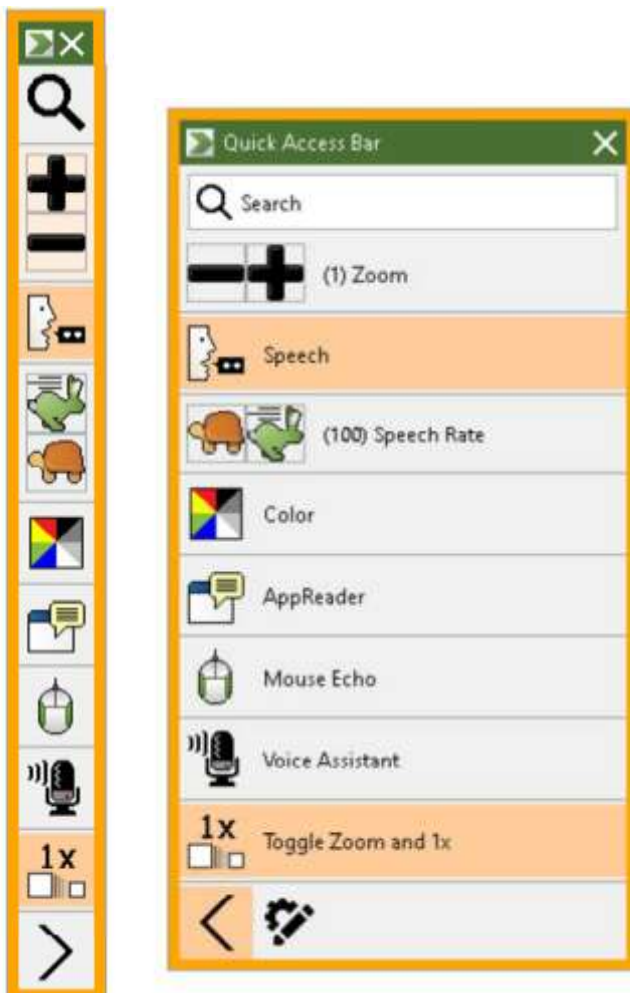 1x
Quick Access Bar
Search
(1) Zoom
Speech
(100) Speech Rate
Color
AppReader
Mouse Echo
Voice Assistant
1x Toggle Zoom and 1x